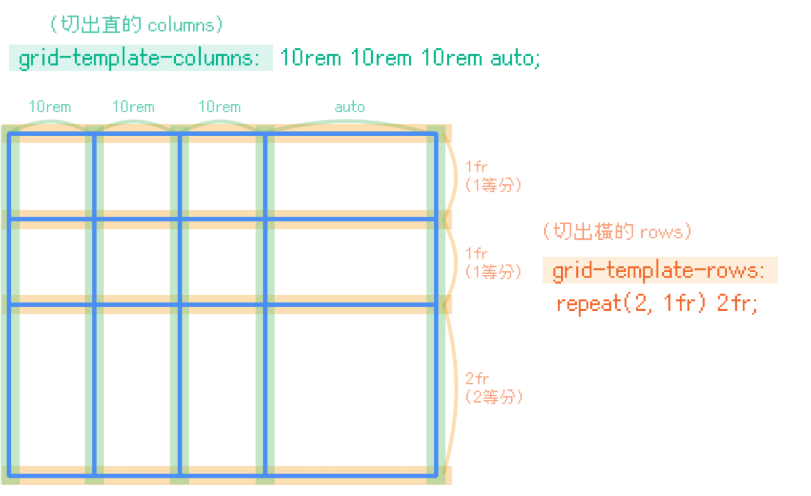 （切出直的 columns）
grid-template-columns: 10rem 10rem 10rem auto;
10rem 10rem 10rem auto
1fr
（1等分）
1fr
（1等分）
（切出橫的 rows）
grid-template-rows:
repeat(2, 1fr) 2fr;
2fr
（2等分）